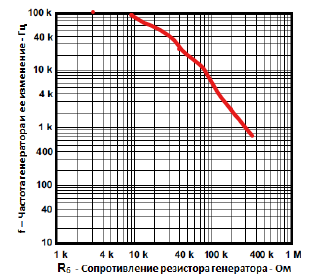 100 k
40 k
10 k
4 k
1 k
400
100
40
10
1 k
4 k
10 k
40 k
100 k
400 k
1 M
f – Частота генератора и ее изменение - Гц
R6 - Сопротивление резистора генератора - Ом